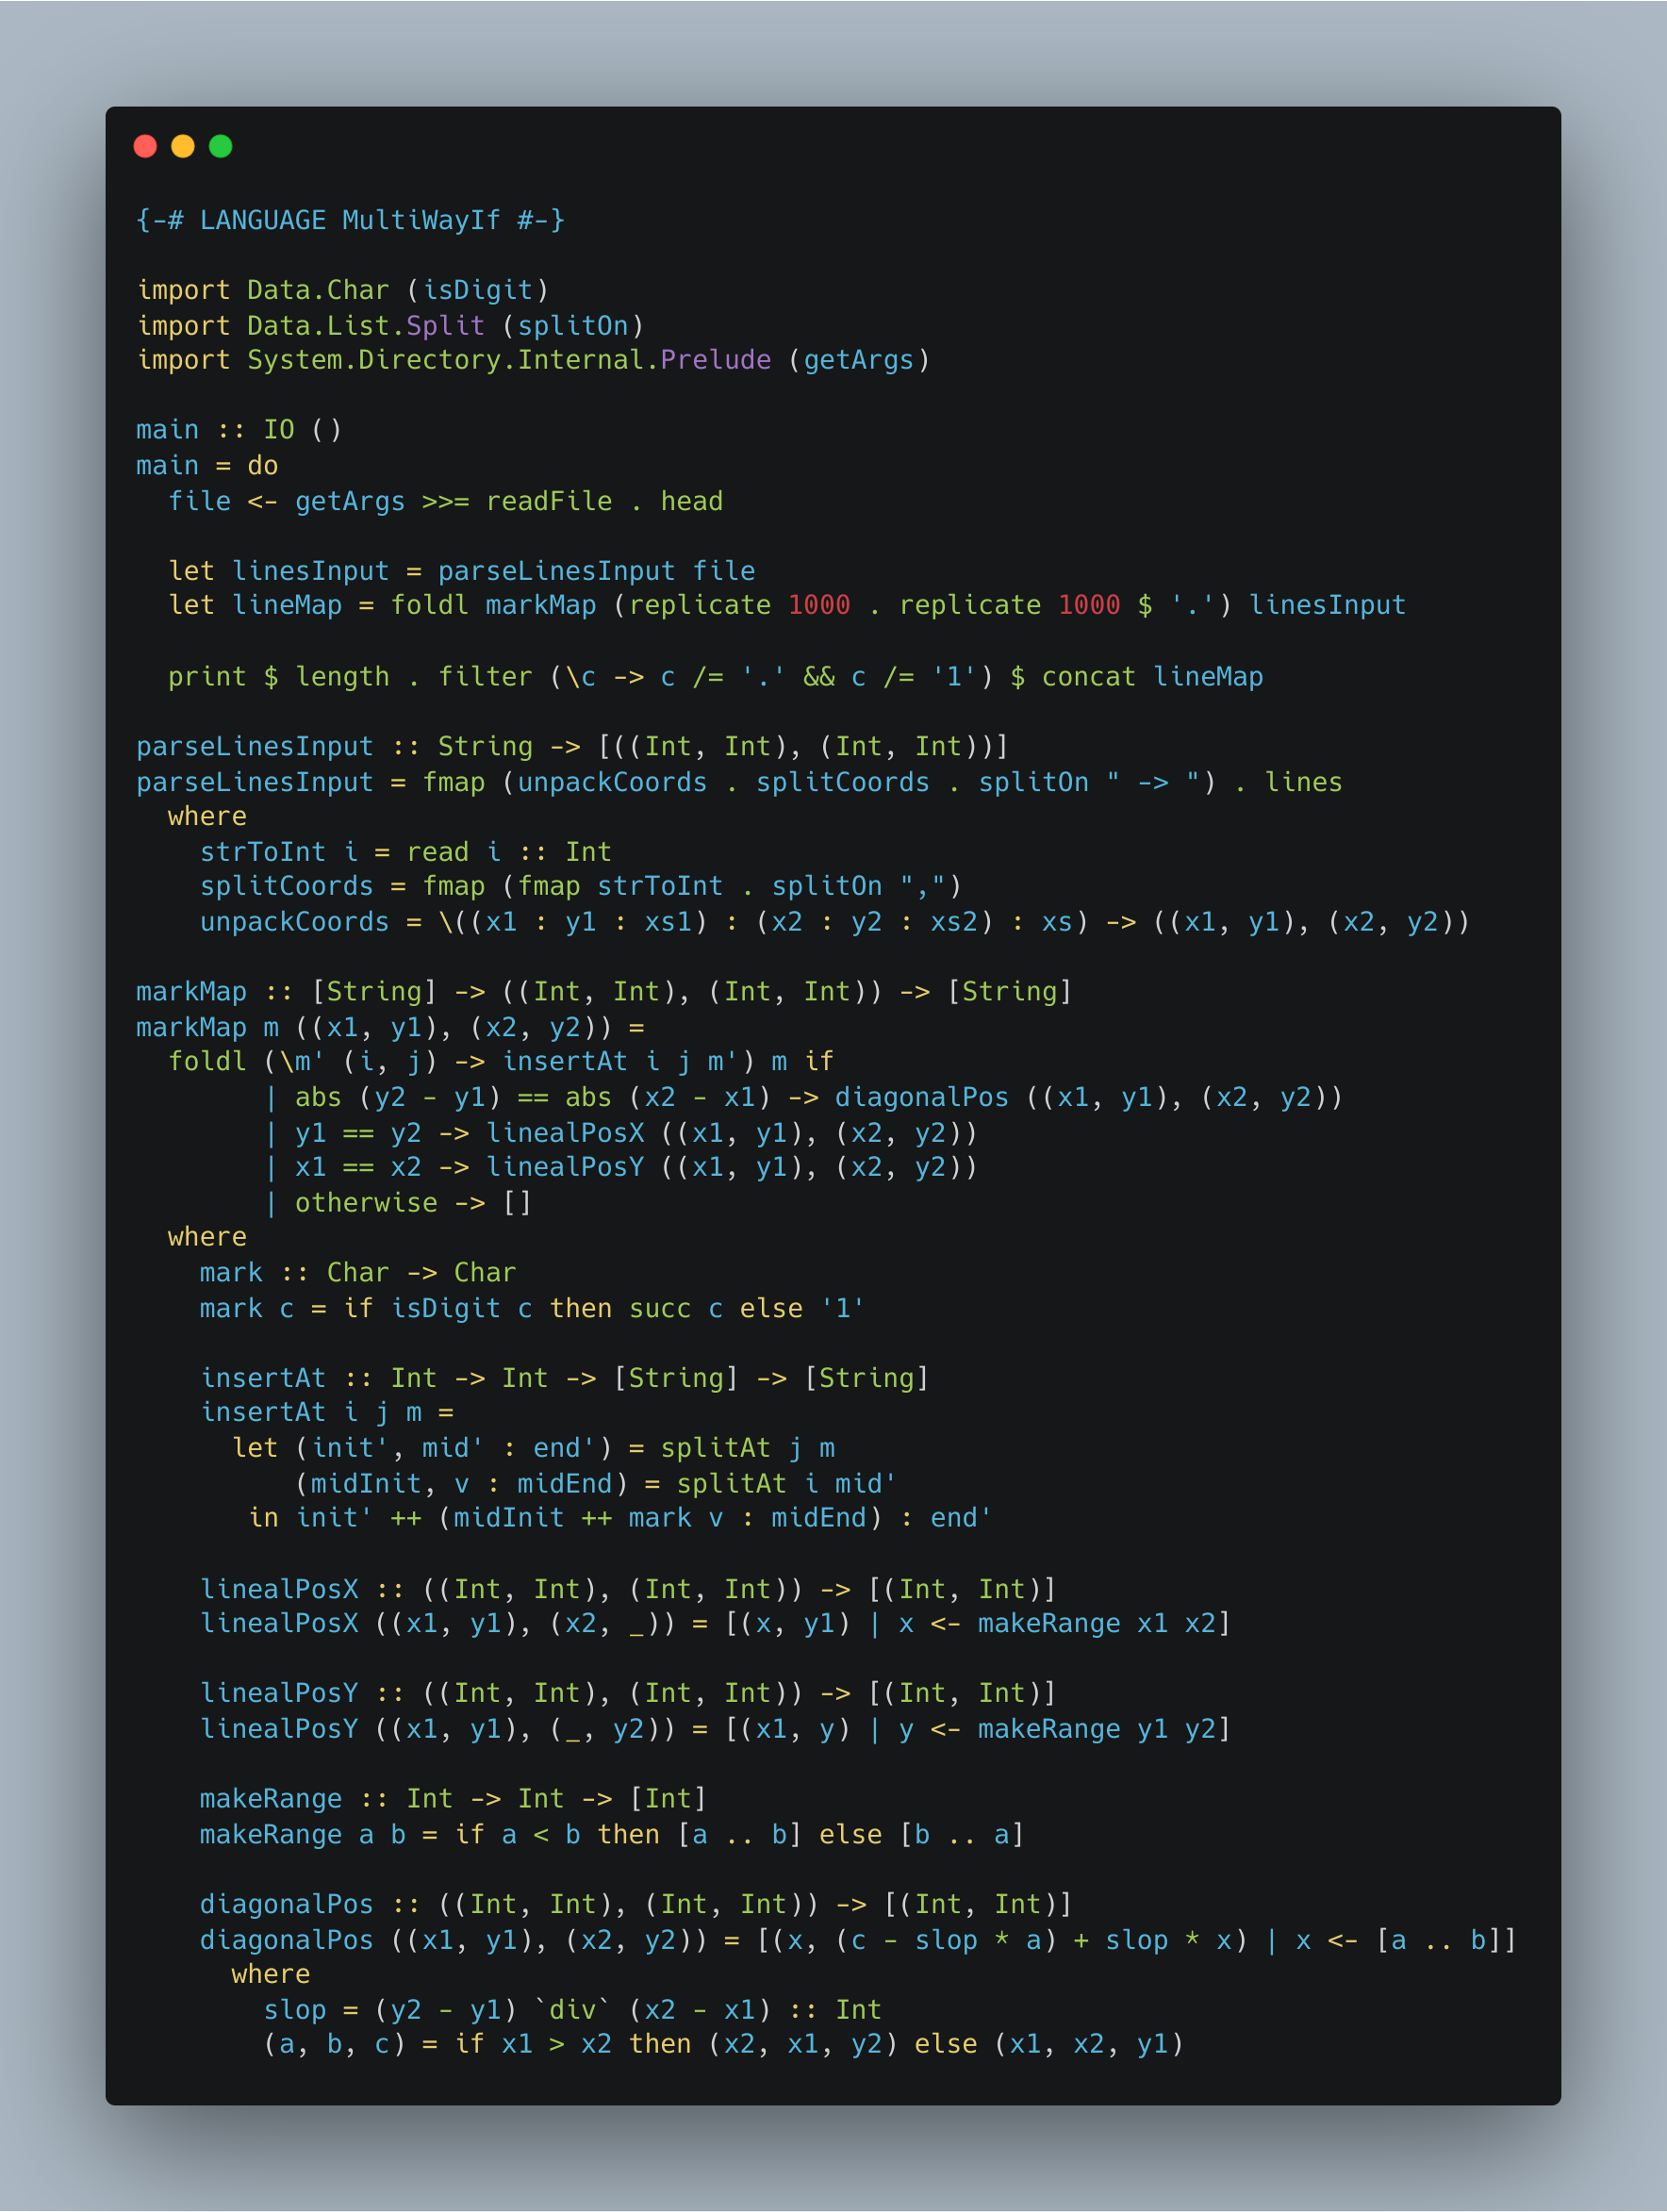 {-# LANGUAGE MultiWayIf #-}

import Data.Char (isDigit)
import Data.List.Split (splitOn)
import System.Directory.Internal.Prelude (getArgs)

main :: IO ()
main = do
  file <- getArgs >>= readFile . head

  let linesInput = parseLinesInput file
  let lineMap = foldl markMap (replicate 1000 . replicate 1000 $ '.') linesInput

  print $ length . filter (\c -> c /= '.' && c /= '1') $ concat lineMap

parseLinesInput :: String -> [((Int, Int), (Int, Int))]
parseLinesInput = fmap (unpackCoords . splitCoords . splitOn " -> ") . lines
  where
    strToInt i = read i :: Int
    splitCoords = fmap (fmap strToInt . splitOn ",")
    unpackCoords = \((x1 : y1 : xs1) : (x2 : y2 : xs2) : xs) -> ((x1, y1), (x2, y2))

markMap :: [String] -> ((Int, Int), (Int, Int)) -> [String]
markMap m ((x1, y1), (x2, y2)) =
  foldl (\m' (i, j) -> insertAt i j m') m if
        | abs (y2 - y1) == abs (x2 - x1) -> diagonalPos ((x1, y1), (x2, y2))
        | y1 == y2 -> linealPosX ((x1, y1), (x2, y2))
        | x1 == x2 -> linealPosY ((x1, y1), (x2, y2))
        | otherwise -> []
  where
    mark :: Char -> Char
    mark c = if isDigit c then succ c else '1'

    insertAt :: Int -> Int -> [String] -> [String]
    insertAt i j m =
      let (init', mid' : end') = splitAt j m
          (midInit, v : midEnd) = splitAt i mid'
       in init' ++ (midInit ++ mark v : midEnd) : end'

    linealPosX :: ((Int, Int), (Int, Int)) -> [(Int, Int)]
    linealPosX ((x1, y1), (x2, _)) = [(x, y1) | x <- makeRange x1 x2]

    linealPosY :: ((Int, Int), (Int, Int)) -> [(Int, Int)]
    linealPosY ((x1, y1), (_, y2)) = [(x1, y) | y <- makeRange y1 y2]

    makeRange :: Int -> Int -> [Int]
    makeRange a b = if a < b then [a .. b] else [b .. a]

    diagonalPos :: ((Int, Int), (Int, Int)) -> [(Int, Int)]
    diagonalPos ((x1, y1), (x2, y2)) = [(x, (c - slop * a) + slop * x) | x <- [a .. b]]
      where
        slop = (y2 - y1) `div` (x2 - x1) :: Int
        (a, b, c) = if x1 > x2 then (x2, x1, y2) else (x1, x2, y1)